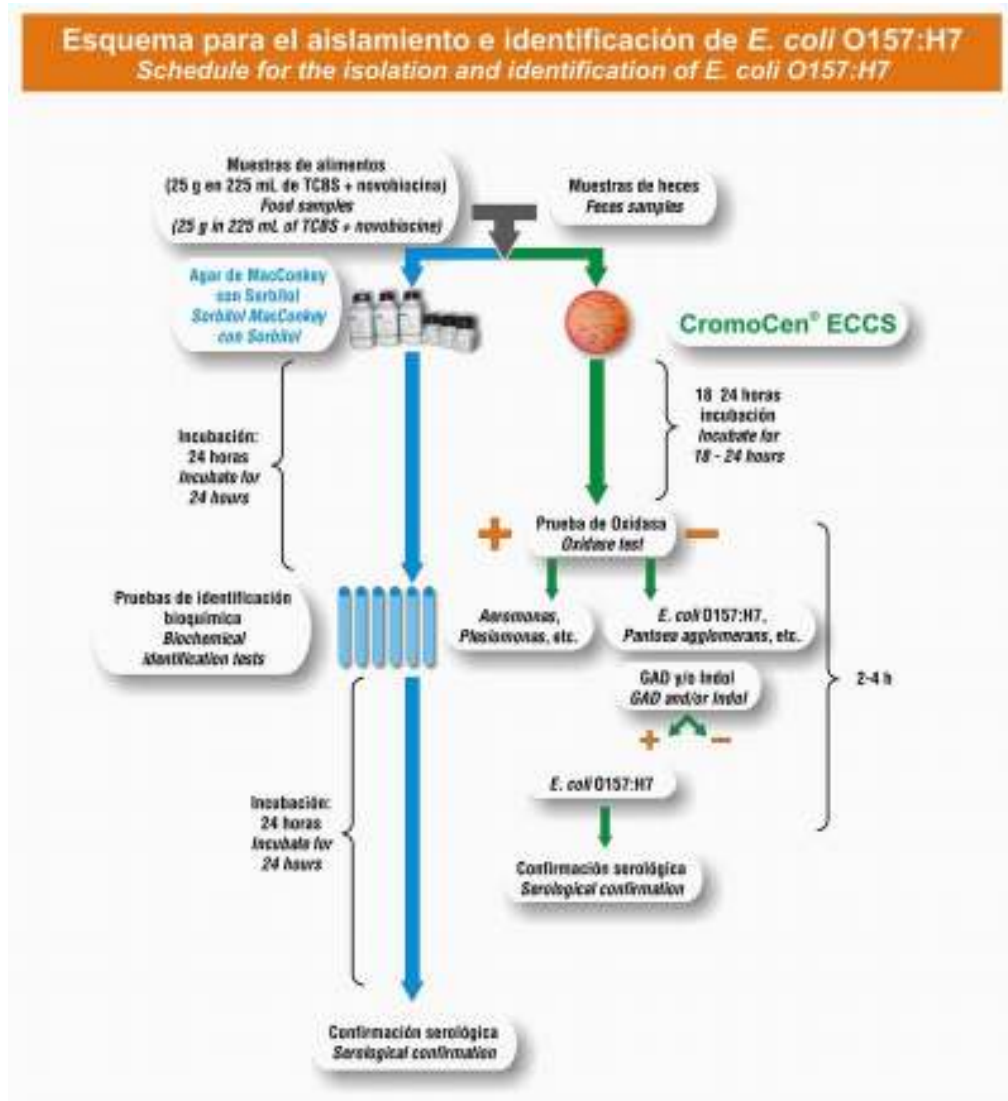 Esquema para el aislamiento e identificación de E. coli O157:H7
Schedule for the isolation and identification of E. coli O157:H7
Muestras de alimentos
(25 g en 225 mL de TCBS + novobiocina)
Food samples
(25 g in 225 mL of TCBS + novobiocine)
Muestras de heces
Feces samples
Agar de MacConkey
con Sorbitol
Sorbitol MacConkey
con Sorbitol
CromoCen® ECCS
Incubación:
24 horas
Incubate for
24 hours
18 24 horas
incubación
Incubate for
18 - 24 hours
+
Prueba de Oxidasa
Oxidase test
−
Pruebas de identificación
bioquímica
Biochemical
identification tests
Aeromonas,
Plesiomonas, etc.
E. coli O157:H7,
Pantoea agglomerans, etc.
GAD y/o Indol
GAD and/or Indol
2-4 h
+ −
E. coli O157:H7
Incubación:
24 horas
Incubate for
24 hours
Confirmación serológica
Serological confirmation
Confirmación serológica
Serological confirmation